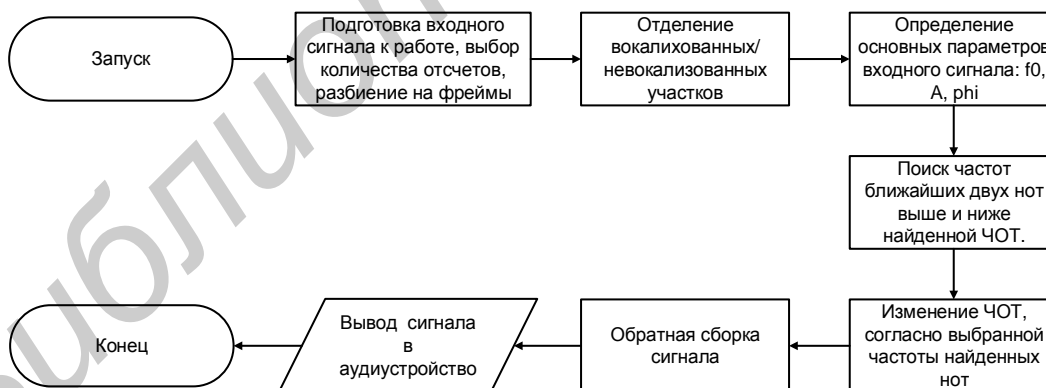 Запуск
Подготовка входного
сигнала к работе, выбор
количества отсчетов,
разбиение на фреймы
Отделение
вокалихованных/
невокализованных
участков
Определение
основных параметров
входного сигнала: f0,
A, phi
Поиск частот
ближайших двух нот
выше и ниже
найденной ЧОТ.
Изменение ЧОТ,
согласно выбранной
частоты найденных
нот
Обратная сборка
сигнала
Вывод сигнала
в
аудиустройство
Конец